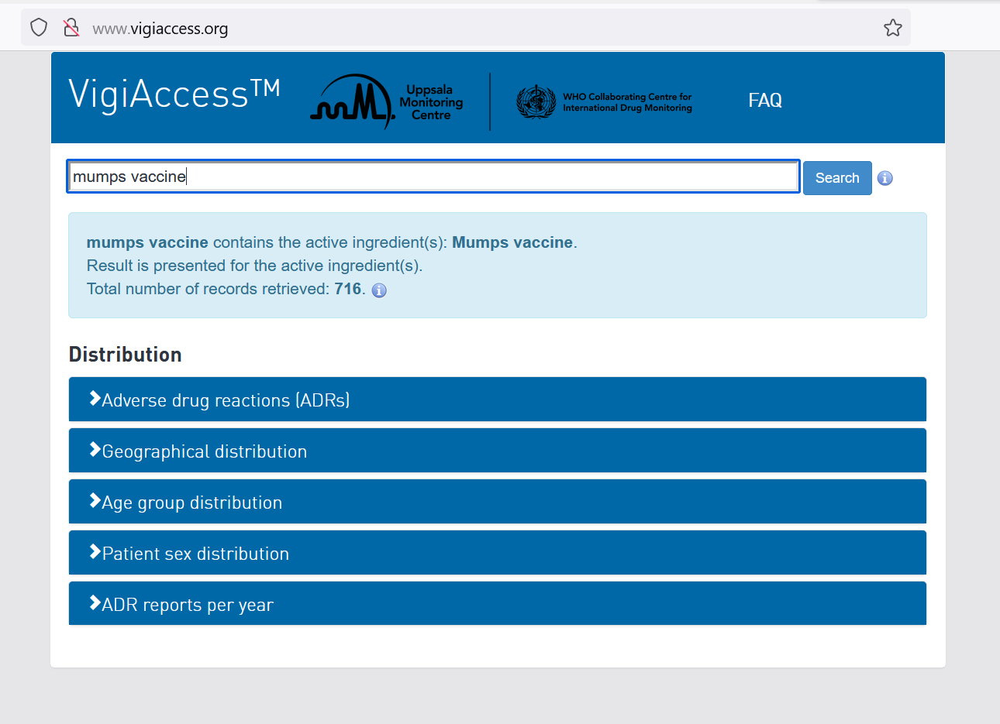 www.vigiaccess.org
VigiAccess™
Uppsala
Monitoring
Centre
WHO Collaborating Centre for
International Drug Monitoring
FAQ
mumps vaccine
Search
mumps vaccine contains the active ingredient(s): Mumps vaccine.
Result is presented for the active ingredient(s).
Total number of records retrieved: 716.
Distribution
Adverse drug reactions (ADRs)
Geographical distribution
Age group distribution
Patient sex distribution
ADR reports per year